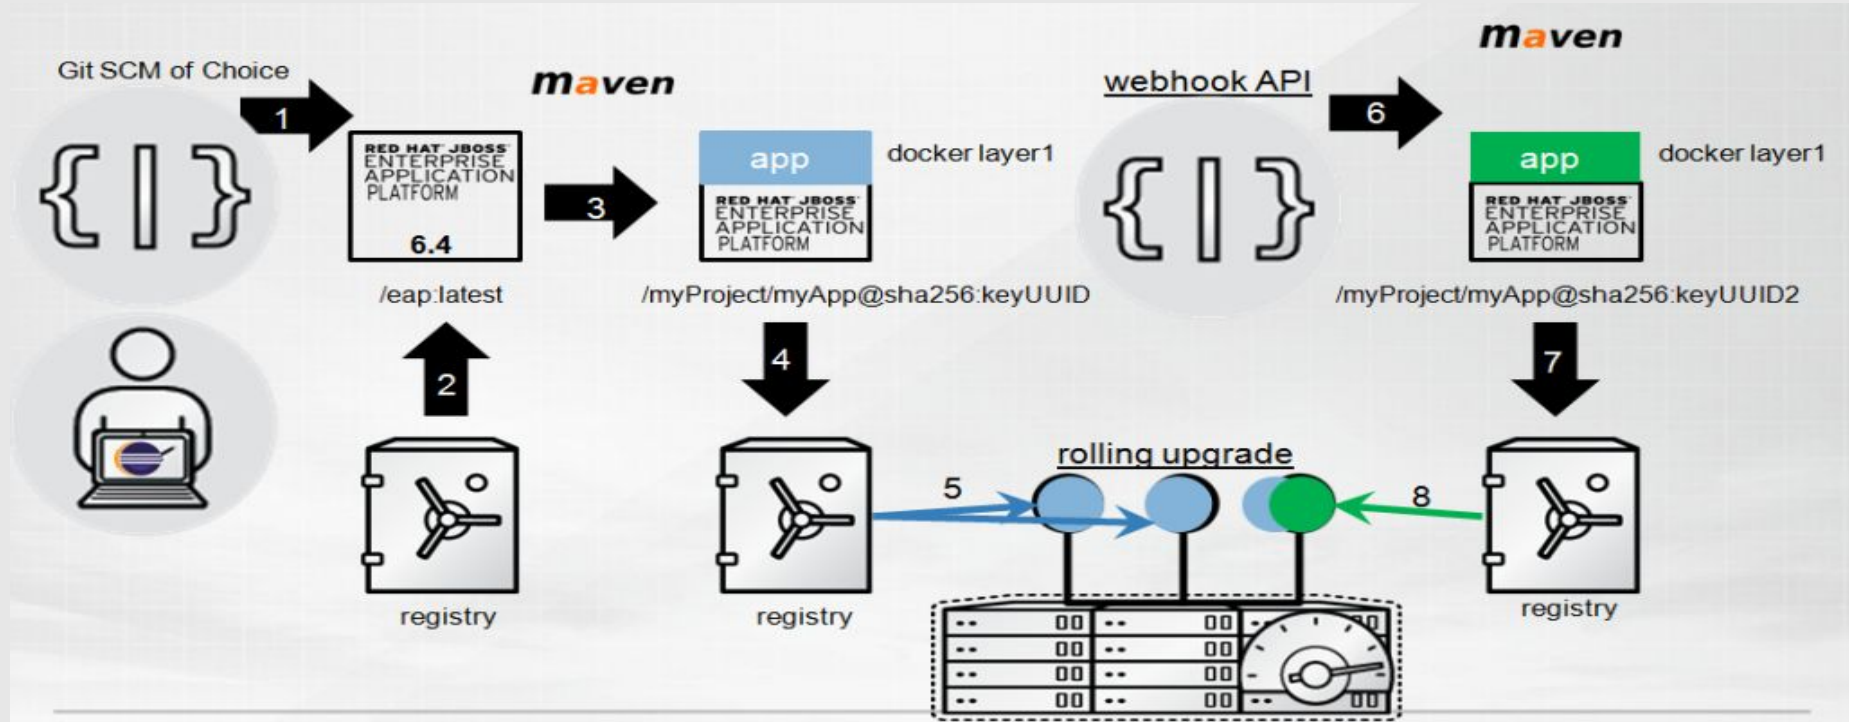 Git SCM of Choice
1
RED HAT JBOSS
ENTERPRISE
APPLICATION
PLATFORM
6.4
/eap:latest
2
registry
maven
3
app
docker layer1
RED HAT JBOSS
ENTERPRISE
APPLICATION
PLATFORM
/myProject/myApp@sha256:keyUUID
4
registry
5
rolling upgrade
webhook API
6
maven
app
docker layer1
RED HAT JBOSS
ENTERPRISE
APPLICATION
PLATFORM
/myProject/myApp@sha256:keyUUID2
7
8
registry